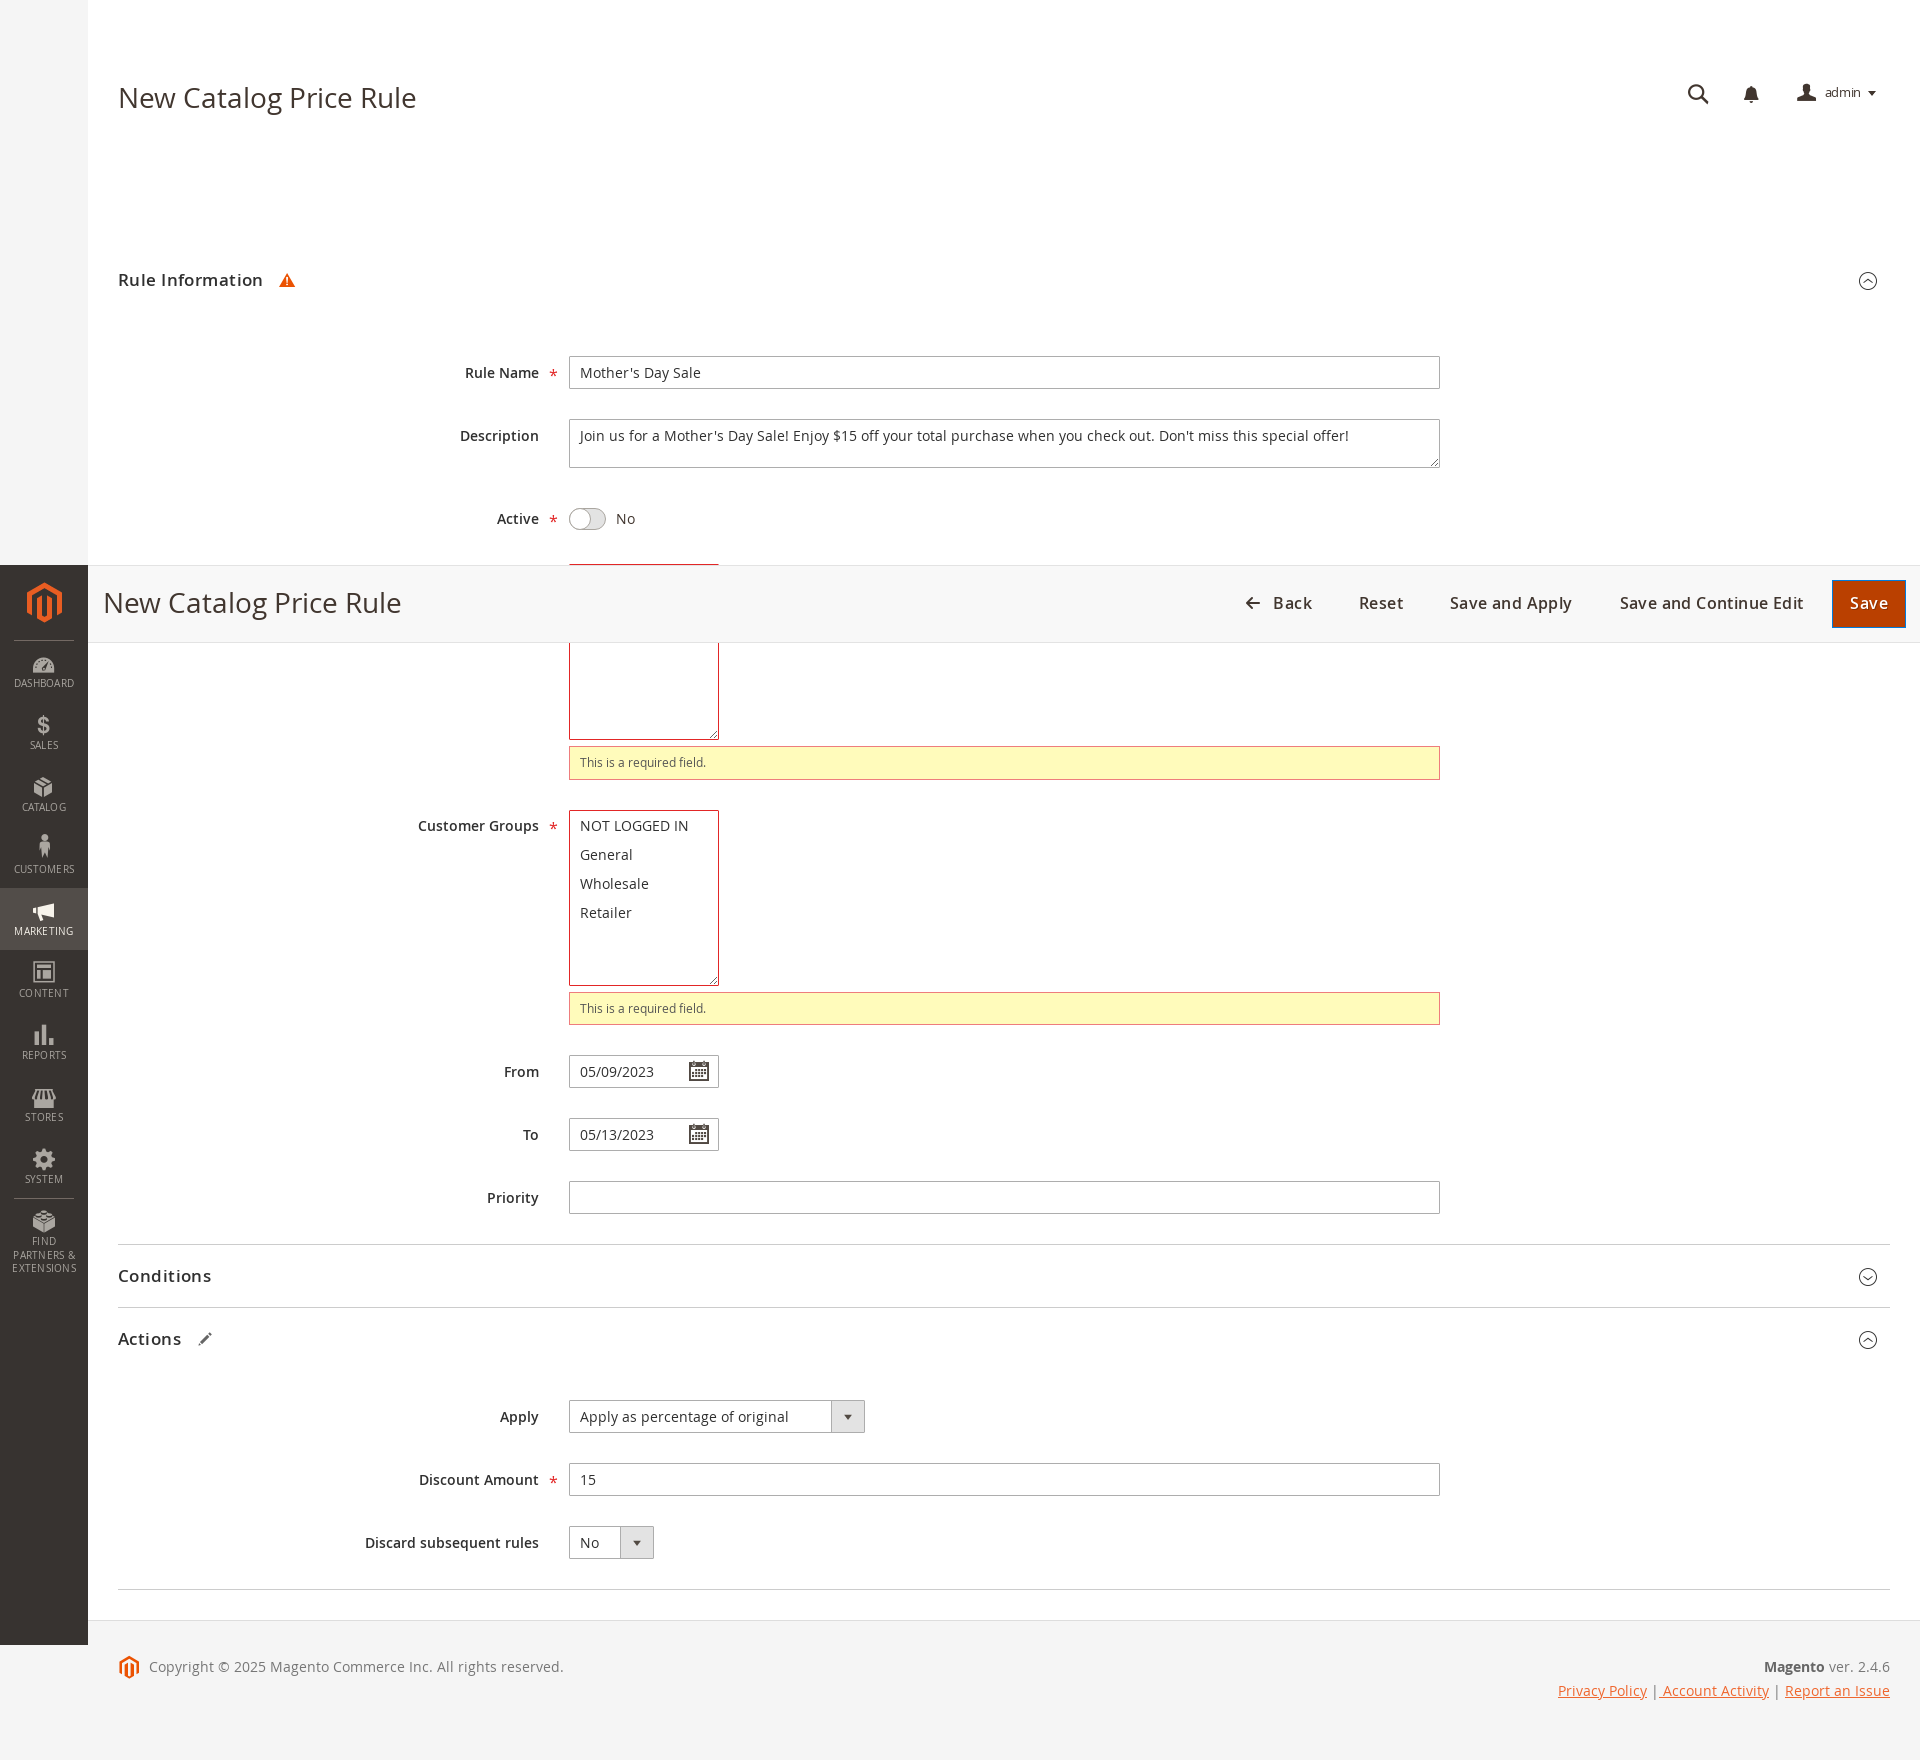 New Catalog Price Rule
admin
Rule Information
Rule Name *
Mother's Day Sale
Description
Join us for a Mother's Day Sale! Enjoy $15 off your total purchase when you check out. Don't miss this special offer!
Active *
No
New Catalog Price Rule
Back
Reset
Save and Apply
Save and Continue Edit
Save
DASHBOARD
SALES
CATALOG
CUSTOMERS
MARKETING
CONTENT
REPORTS
STORES
SYSTEM
FIND
PARTNERS &
EXTENSIONS
This is a required field.
Customer Groups *
NOT LOGGED IN
General
Wholesale
Retailer
This is a required field.
From
05/09/2023
To
05/13/2023
Priority
Conditions
Actions
Apply
Apply as percentage of original
Discount Amount *
15
Discard subsequent rules
No
Copyright © 2025 Magento Commerce Inc. All rights reserved.
Magento ver. 2.4.6
Privacy Policy | Account Activity | Report an Issue